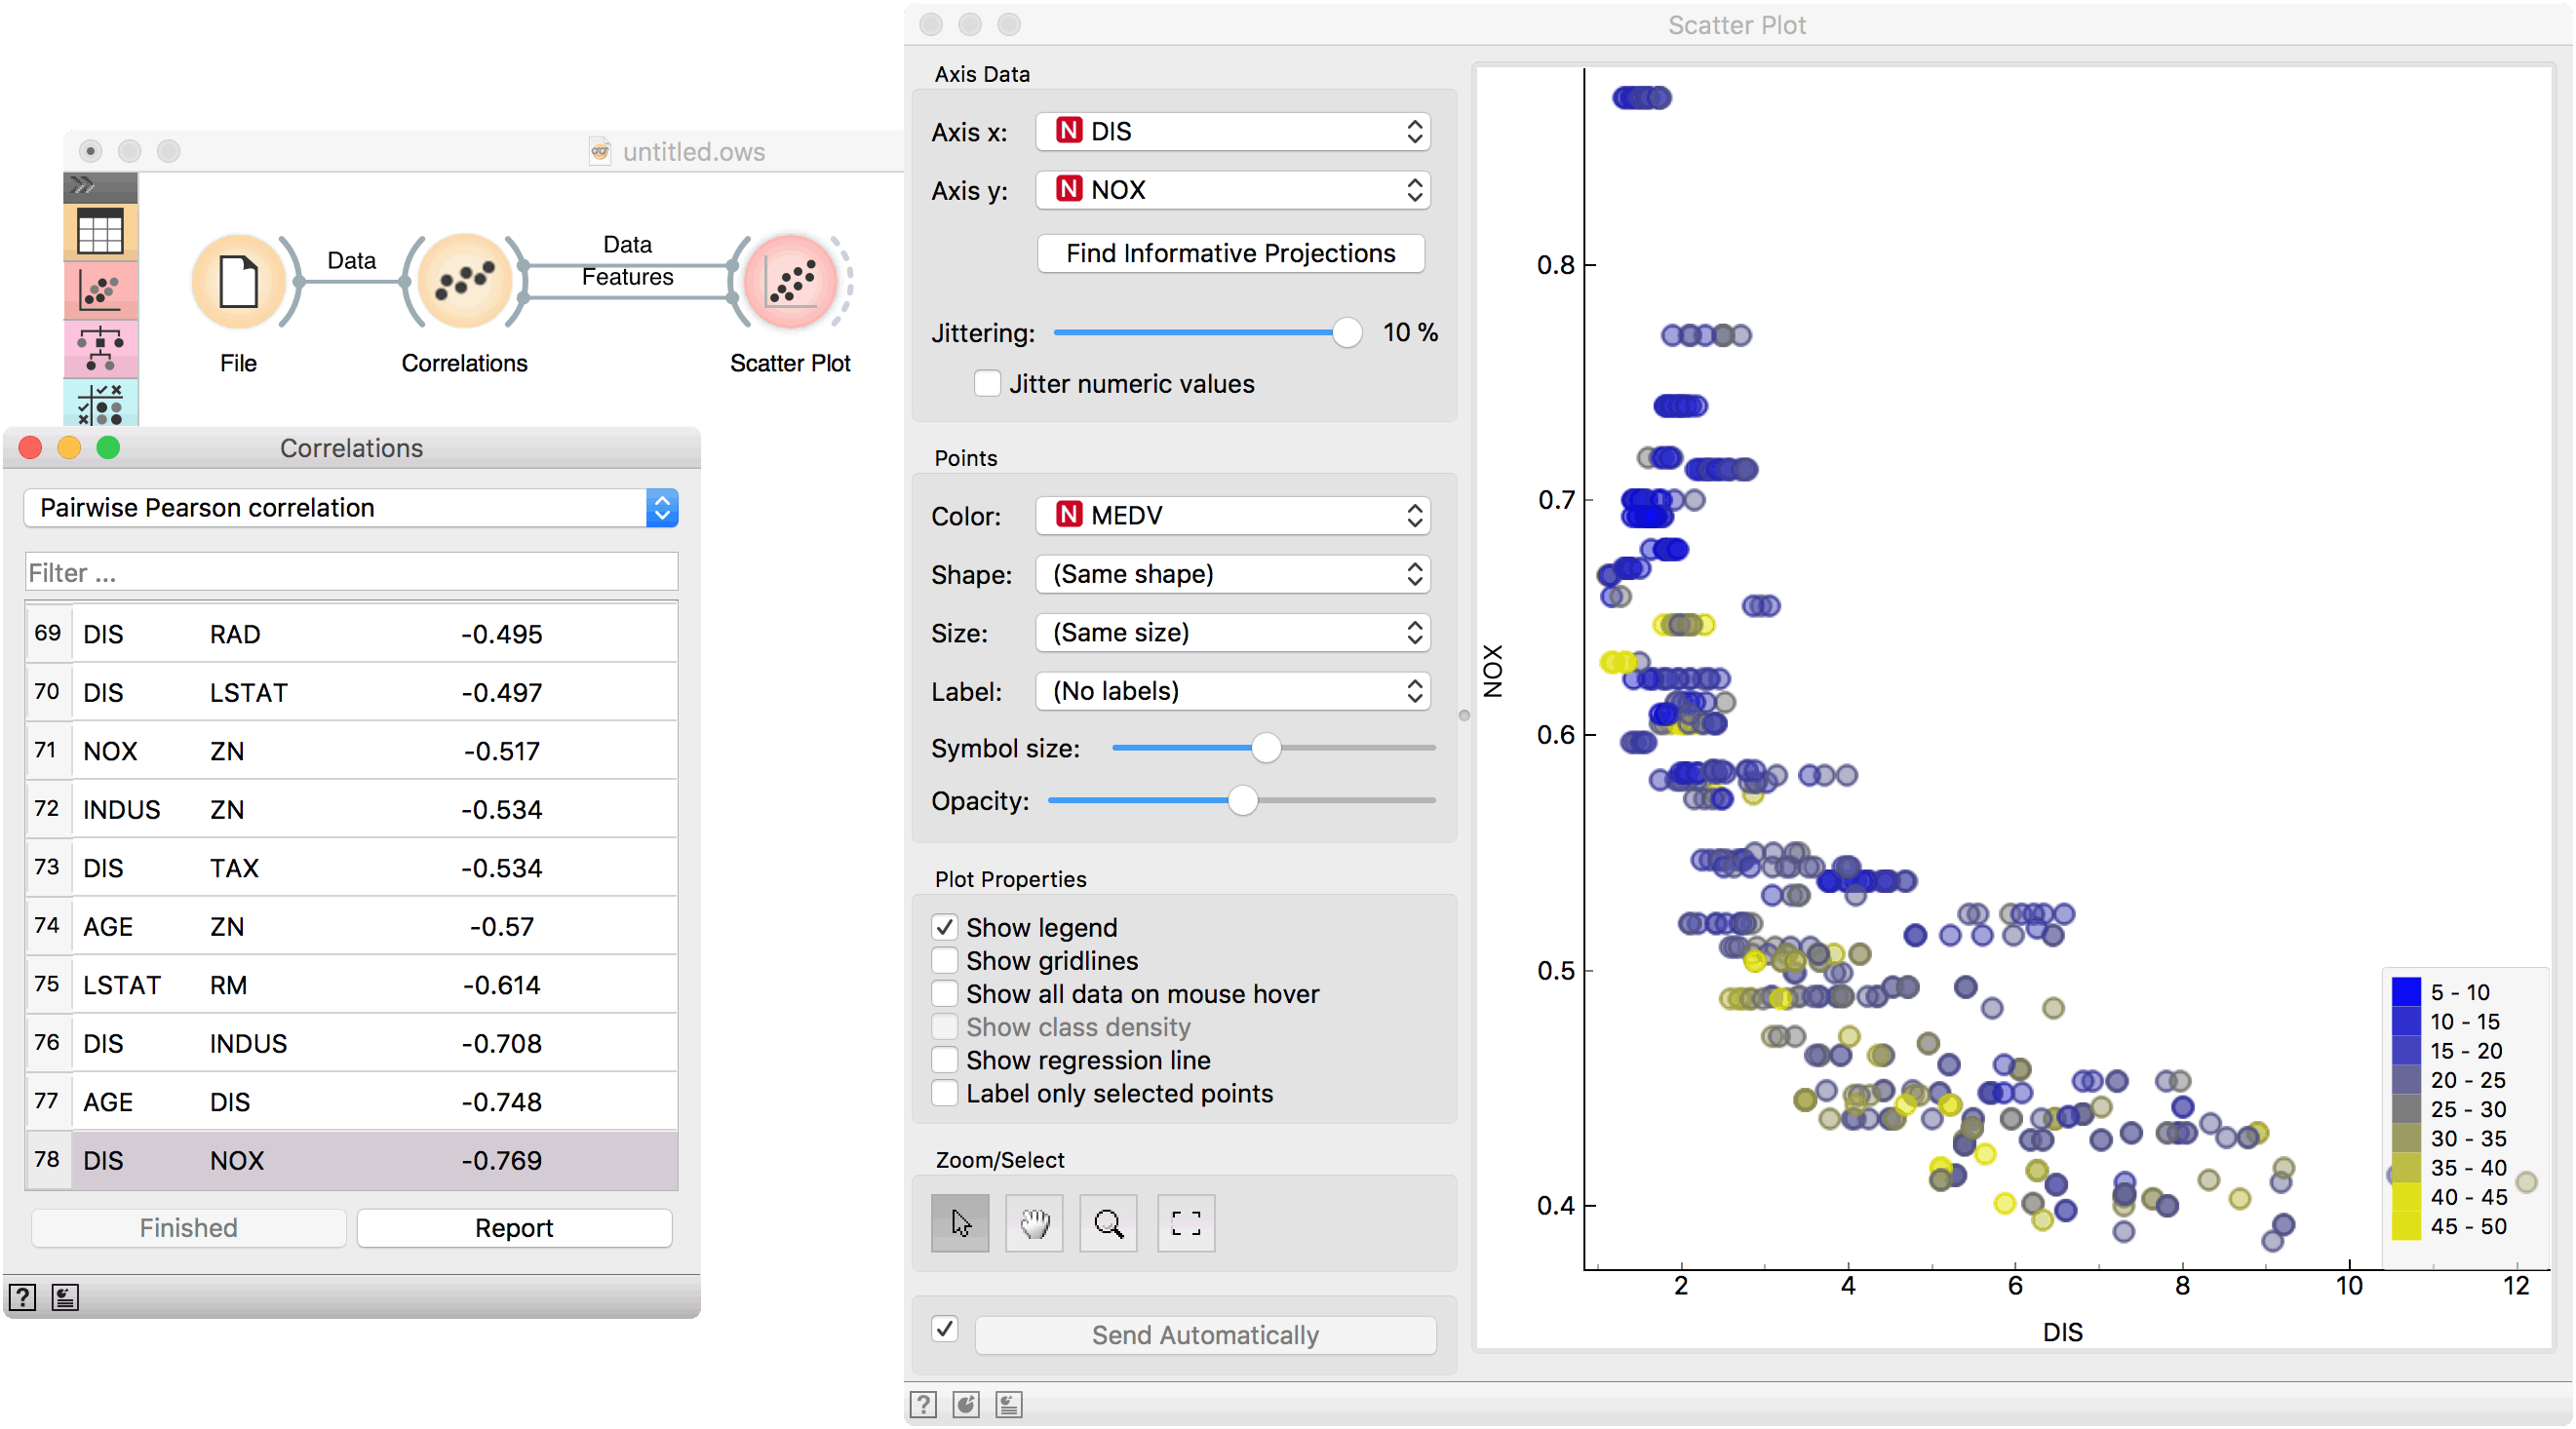 untitled.ows
Data
Data
Features
File
Correlations
Scatter Plot
Correlations
Pairwise Pearson correlation
Filter ...
69 DIS RAD -0.495
70 DIS LSTAT -0.497
71 NOX ZN -0.517
72 INDUS ZN -0.534
73 DIS TAX -0.534
74 AGE ZN -0.57
75 LSTAT RM -0.614
76 DIS INDUS -0.708
77 AGE DIS -0.748
78 DIS NOX -0.769
Finished Report
?
Scatter Plot
Axis Data
Axis x: N DIS
Axis y: N NOX
Find Informative Projections
Jittering: 10 %
Jitter numeric values
Points
Color: N MEDV
Shape: (Same shape)
Size: (Same size)
Label: (No labels)
Symbol size:
Opacity:
Plot Properties
Show legend
Show gridlines
Show all data on mouse hover
Show class density
Show regression line
Label only selected points
Zoom/Select
Send Automatically
?
0.8
0.7
0.6
0.5
0.4
NOX
2 4 6 8 10 12
DIS
5 - 10
10 - 15
15 - 20
20 - 25
25 - 30
30 - 35
35 - 40
40 - 45
45 - 50